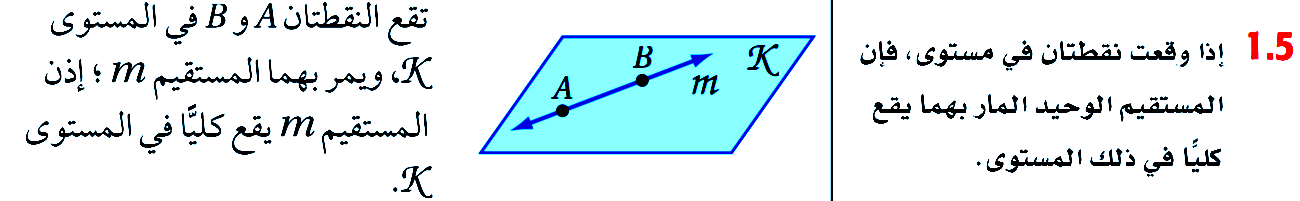 1.5 إذا وقعت نقطتان في مستوى، فإن
المستقيم الوحيد المار بهما يقع
كليًّا في ذلك المستوى.
K
B
m
A
تقع النقطتان A و B في المستوى
K، ويمر بهما المستقيم m ؛ إذن
المستقيم m يقع كليًّا في المستوى
K.